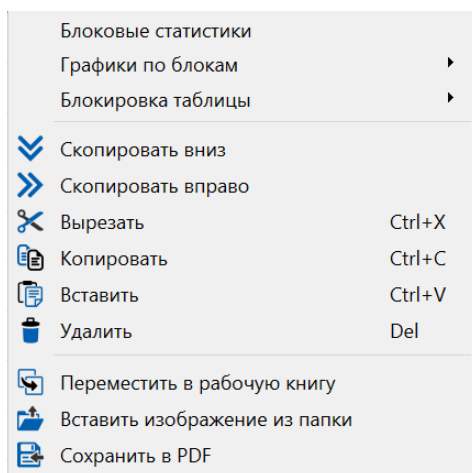 Блоковые статистики
Графики по блокам
Блокировка таблицы
Скопировать вниз
Скопировать вправо
Вырезать Ctrl+X
Копировать Ctrl+C
Вставить Ctrl+V
Удалить Del
Переместить в рабочую книгу
Вставить изображение из папки
Сохранить в PDF